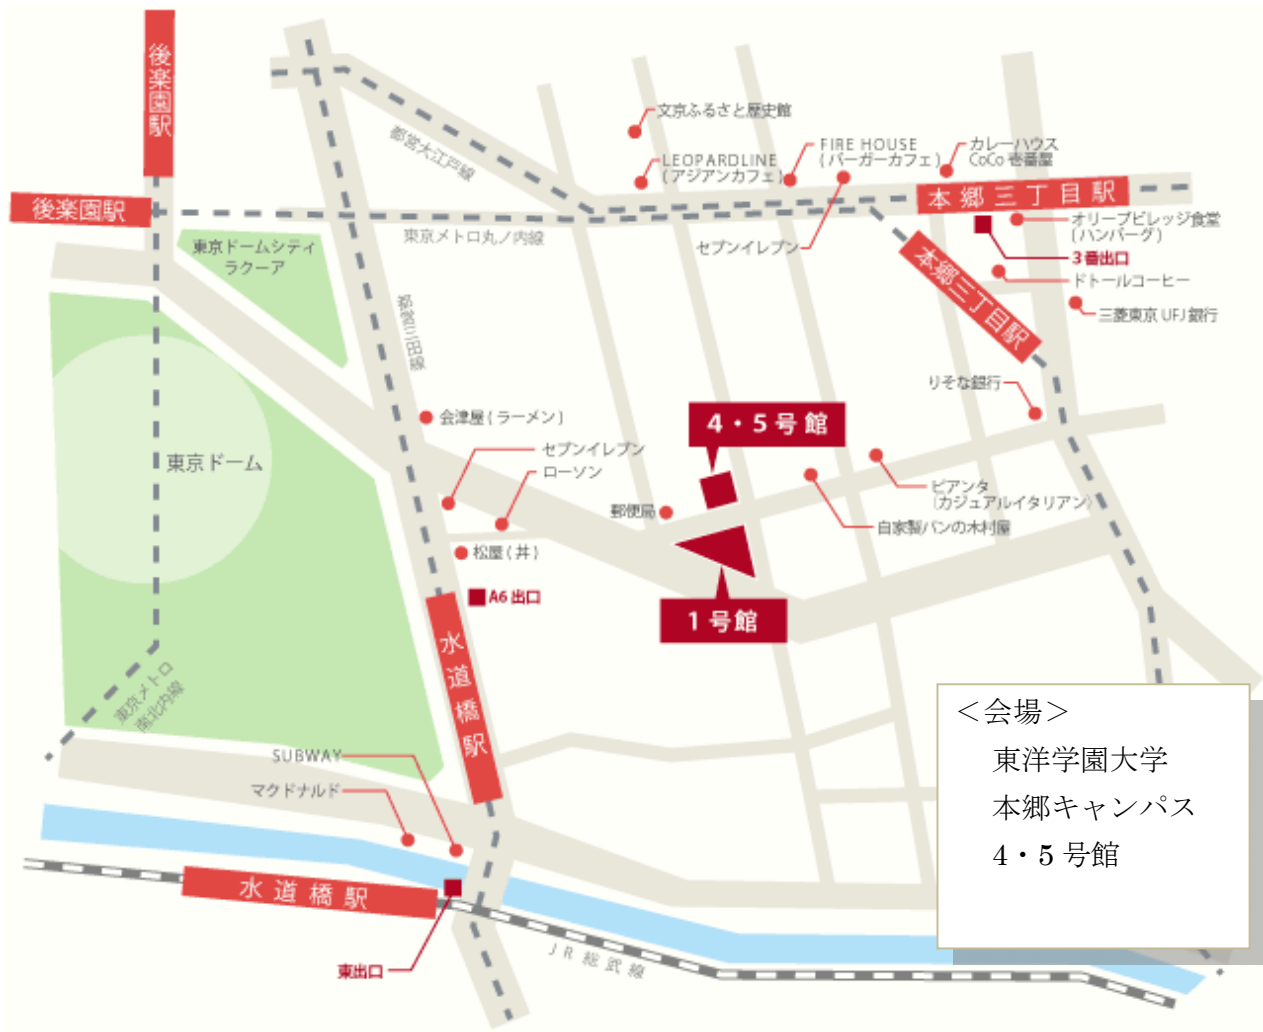 後楽園駅
後楽園駅
文京ふるさと歴史館
LEOPARDLINE
(アジアンカフェ)
FIRE HOUSE
(バーガーカフェ)
カレーハウス
CoCo 壱番屋
都営大江戸線
本郷三丁目駅
東京メトロ丸ノ内線
セブンイレブン
オリーブビレッジ食堂
(ハンバーグ)
3番出口
東京ドームシティ
ラクーア
本郷三丁目駅
ドトールコーヒー
三菱東京 UFJ 銀行
都営三田線
りそな銀行
会津屋 ( ラーメン )
4・5 号 館
セブンイレブン
ローソン
東京ドーム
郵便局
ピアンタ
(カジュアルイタリアン)
自家製パンの木村屋
松屋 ( 丼 )
A6 出口
1 号館
水道橋駅
東京メトロ
南北内線
SUBWAY
マクドナルド
水道橋駅
東出口
JR 総武線
＜会場＞
東洋学園大学
本郷キャンパス
4・5 号館